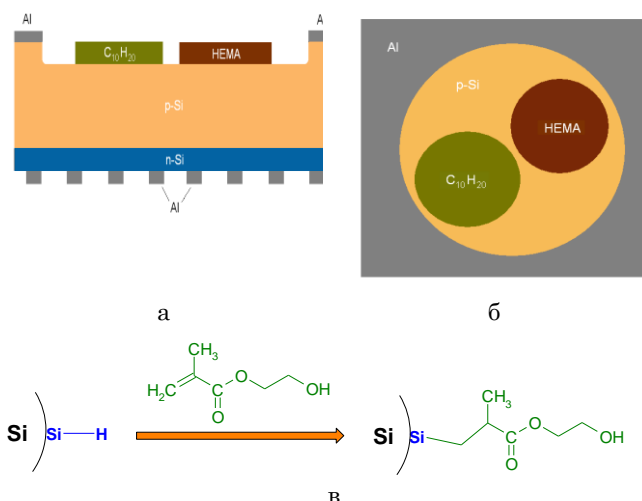 Al
A
C10H20
HEMA
p-Si
n-Si
Al
Al
p-Si
HEMA
C10H20
а
б
CH3
H2C
O
OH
O
Si
Si
H
CH3
Si
Si
O
OH
O
в